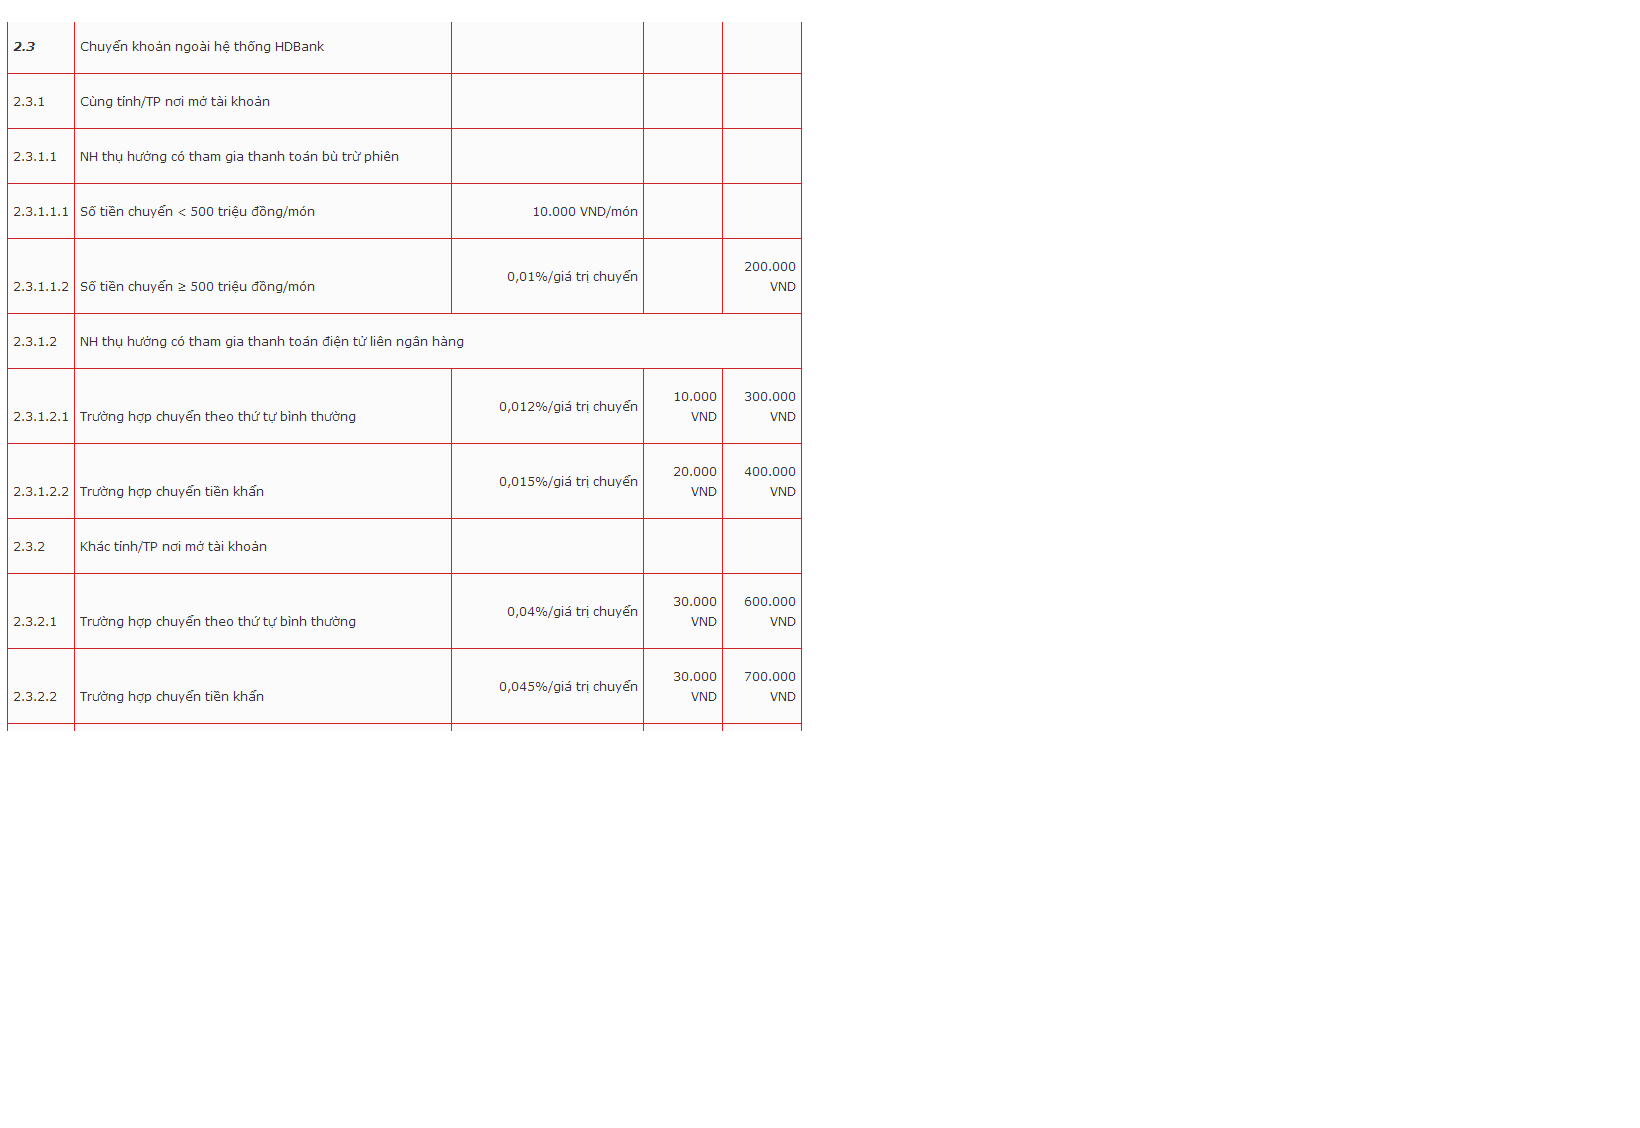 2.3 Chuyển khoản ngoài hệ thống HDBank
2.3.1 Cùng tỉnh/TP nơi mở tài khoản
2.3.1.1 NH thụ hưởng có tham gia thanh toán bù trừ phiên
2.3.1.1.1 Số tiền chuyển < 500 triệu đồng/món 10.000 VND/món
2.3.1.1.2 Số tiền chuyển ≥ 500 triệu đồng/món 0,01%/giá trị chuyển 200.000 VND
2.3.1.2 NH thụ hưởng có tham gia thanh toán điện tử liên ngân hàng
2.3.1.2.1 Trường hợp chuyển theo thứ tự bình thường 0,012%/giá trị chuyển 10.000 VND 300.000 VND
2.3.1.2.2 Trường hợp chuyển tiền khẩn 0,015%/giá trị chuyển 20.000 VND 400.000 VND
2.3.2 Khác tỉnh/TP nơi mở tài khoản
2.3.2.1 Trường hợp chuyển theo thứ tự bình thường 0,04%/giá trị chuyển 30.000 VND 600.000 VND
2.3.2.2 Trường hợp chuyển tiền khẩn 0,045%/giá trị chuyển 30.000 VND 700.000 VND